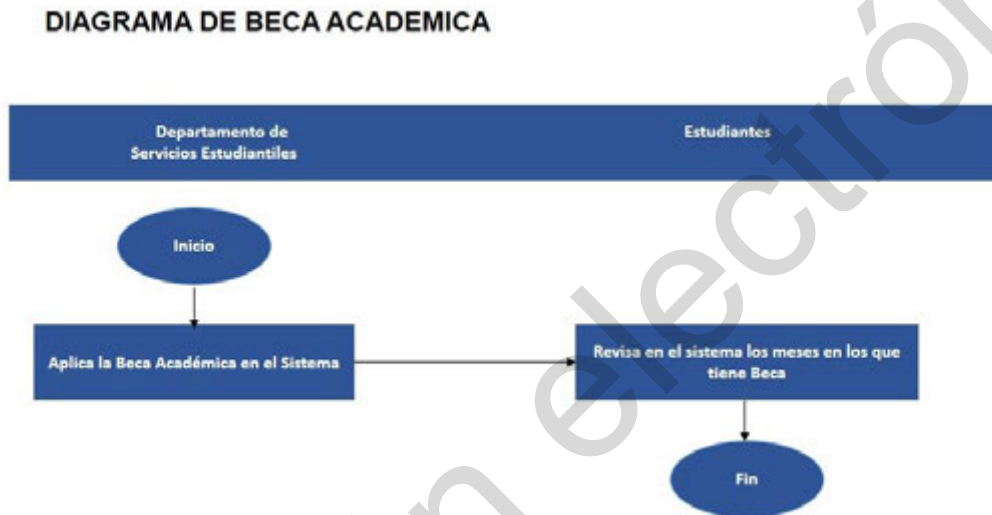 DIAGRAMA DE BECA ACADEMICA
Departamento de
Servicios Estudiantiles
Estudiantes
Inicio
Aplica la Beca Académica en el Sistema
Revisa en el sistema los meses en los que
tiene Beca
Fin